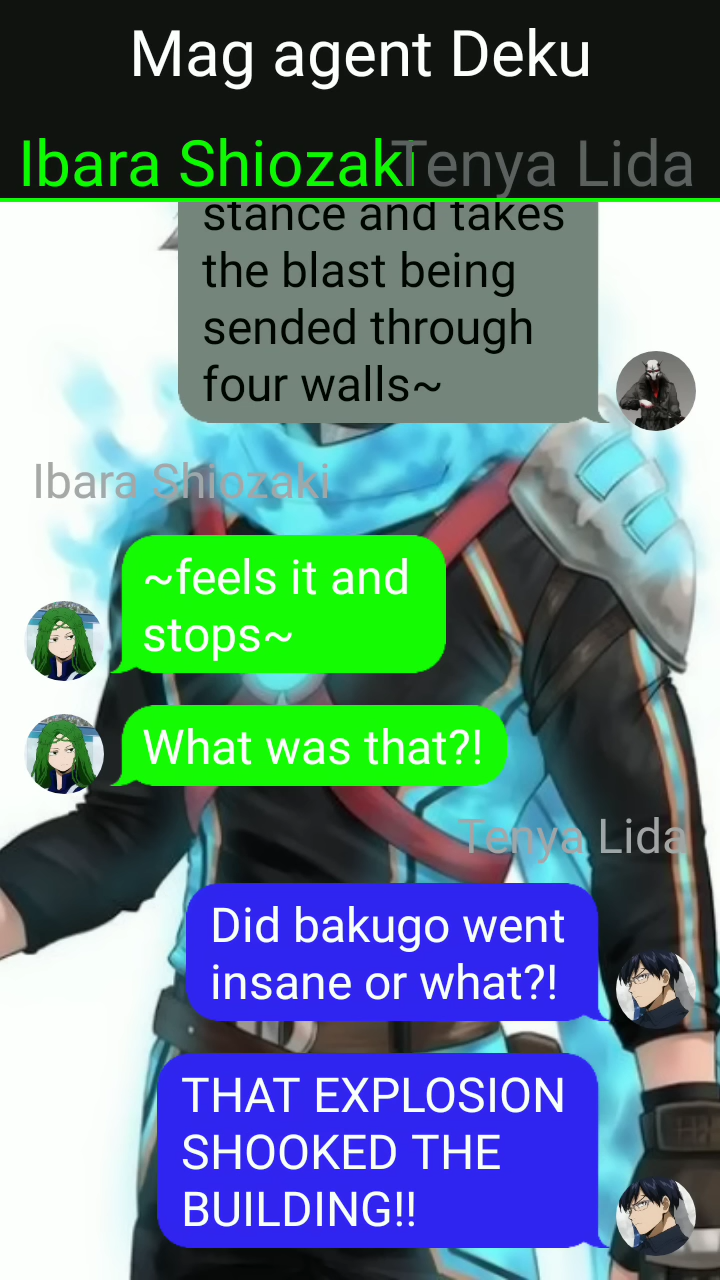 Mag agent Deku
Ibara Shiozaki Tenya Lida
stance and takes
the blast being
sended through
four walls~
Ibara Shiozaki
~feels it and
stops~
What was that?!
Tenya Lida
Did bakugo went
insane or what?!
THAT EXPLOSION
SHOOKED THE
BUILDING!!